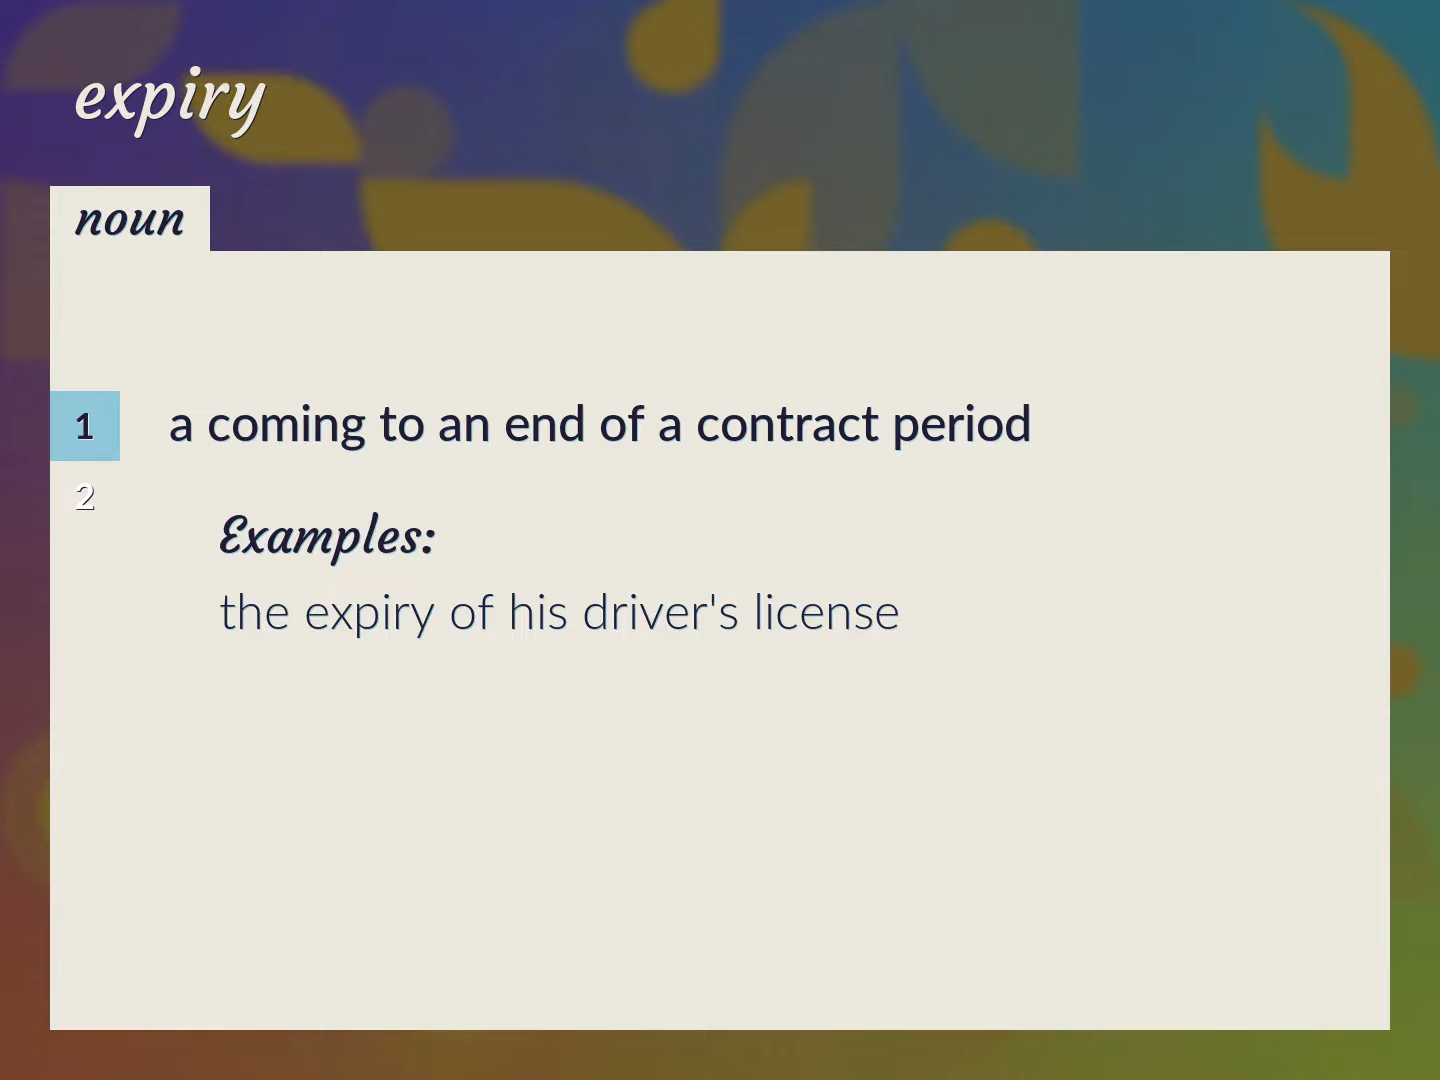 expiry
noun
1 a coming to an end of a contract period
2
Examples:
the expiry of his driver's license